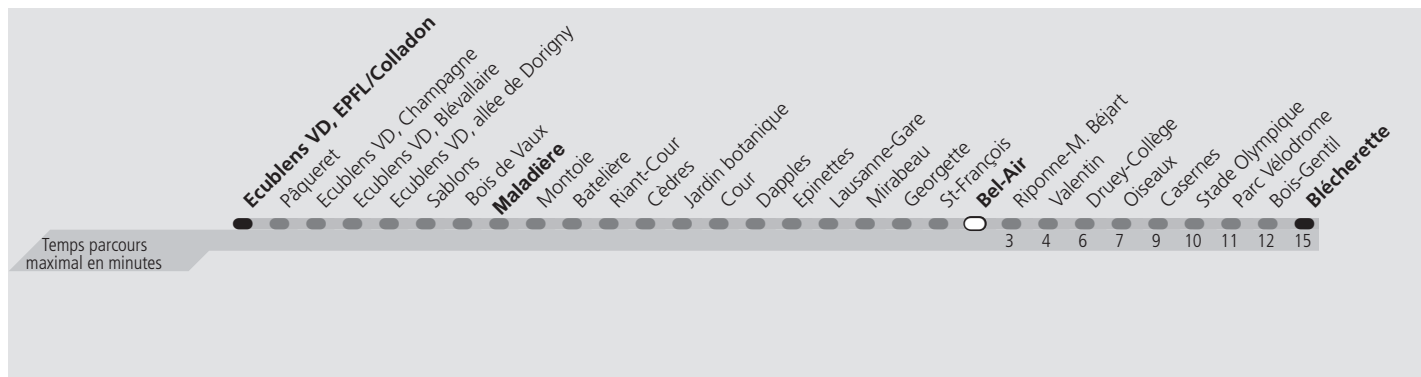 Ecublens VD, EPFL/Colladon
Pâqueret
Ecublens VD, Champagne
Ecublens VD, Blévallaire
Ecublens VD, allée de Dorigny
Sablons
Bois de Vaux
Maladière
Montoie
Batelière
Riant-Cour
Cèdres
Jardin botanique
Cour
Dapples
Epinettes
Lausanne-Gare
Mirabeau
Georgette
St-François
Bel-Air
Riponne-M. Béjart
Valentin
Druey-Collège
Oiseaux
Casernes
Stade Olympique
Parc Vélodrome
Bois-Gentil
Blécherette
Temps parcours
maximal en minutes
3 4 6 7 9 10 11 12 15